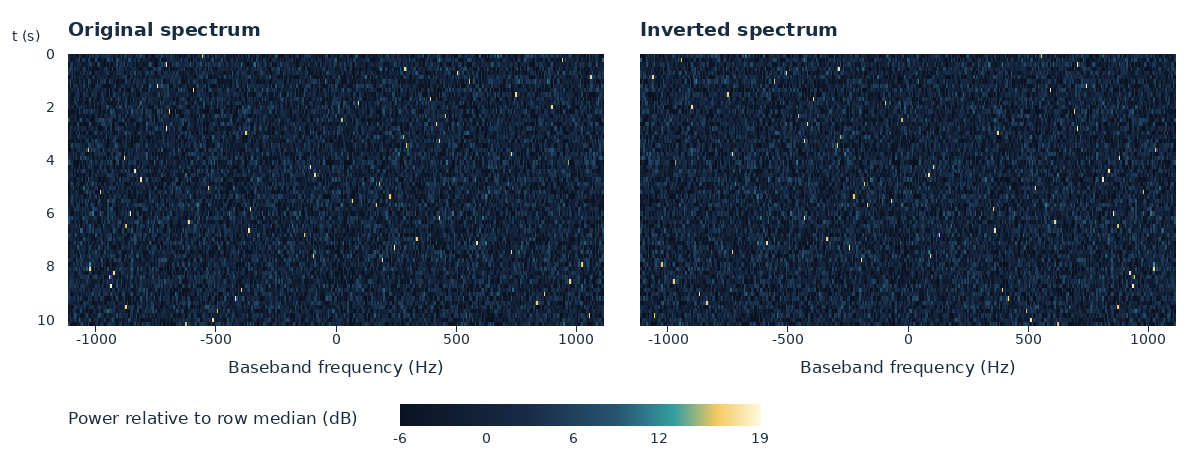 Original spectrum
Inverted spectrum
t (s)
0
2
4
6
8
10
-1000 -500 0 500 1000
-1000 -500 0 500 1000
Baseband frequency (Hz)
Baseband frequency (Hz)
Power relative to row median (dB)
-6 0 6 12 19